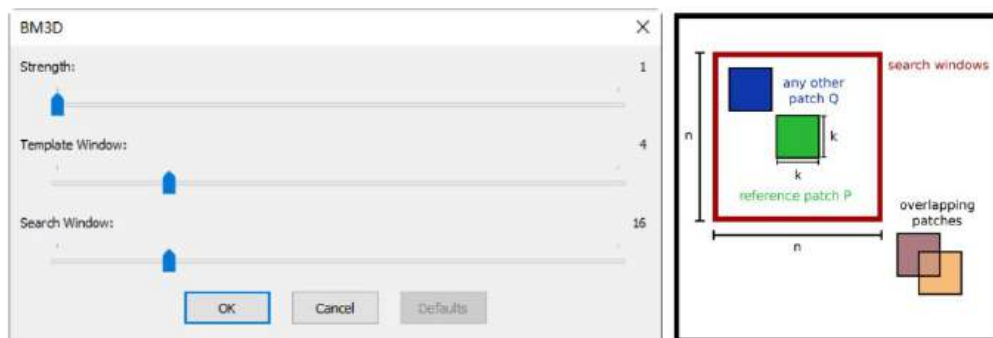 BM3D
Strength:
1
Template Window:
4
Search Window:
16
OK
Cancel
Defaults
search windows
any other
patch Q
n
k
k
reference patch P
overlapping
patches
n